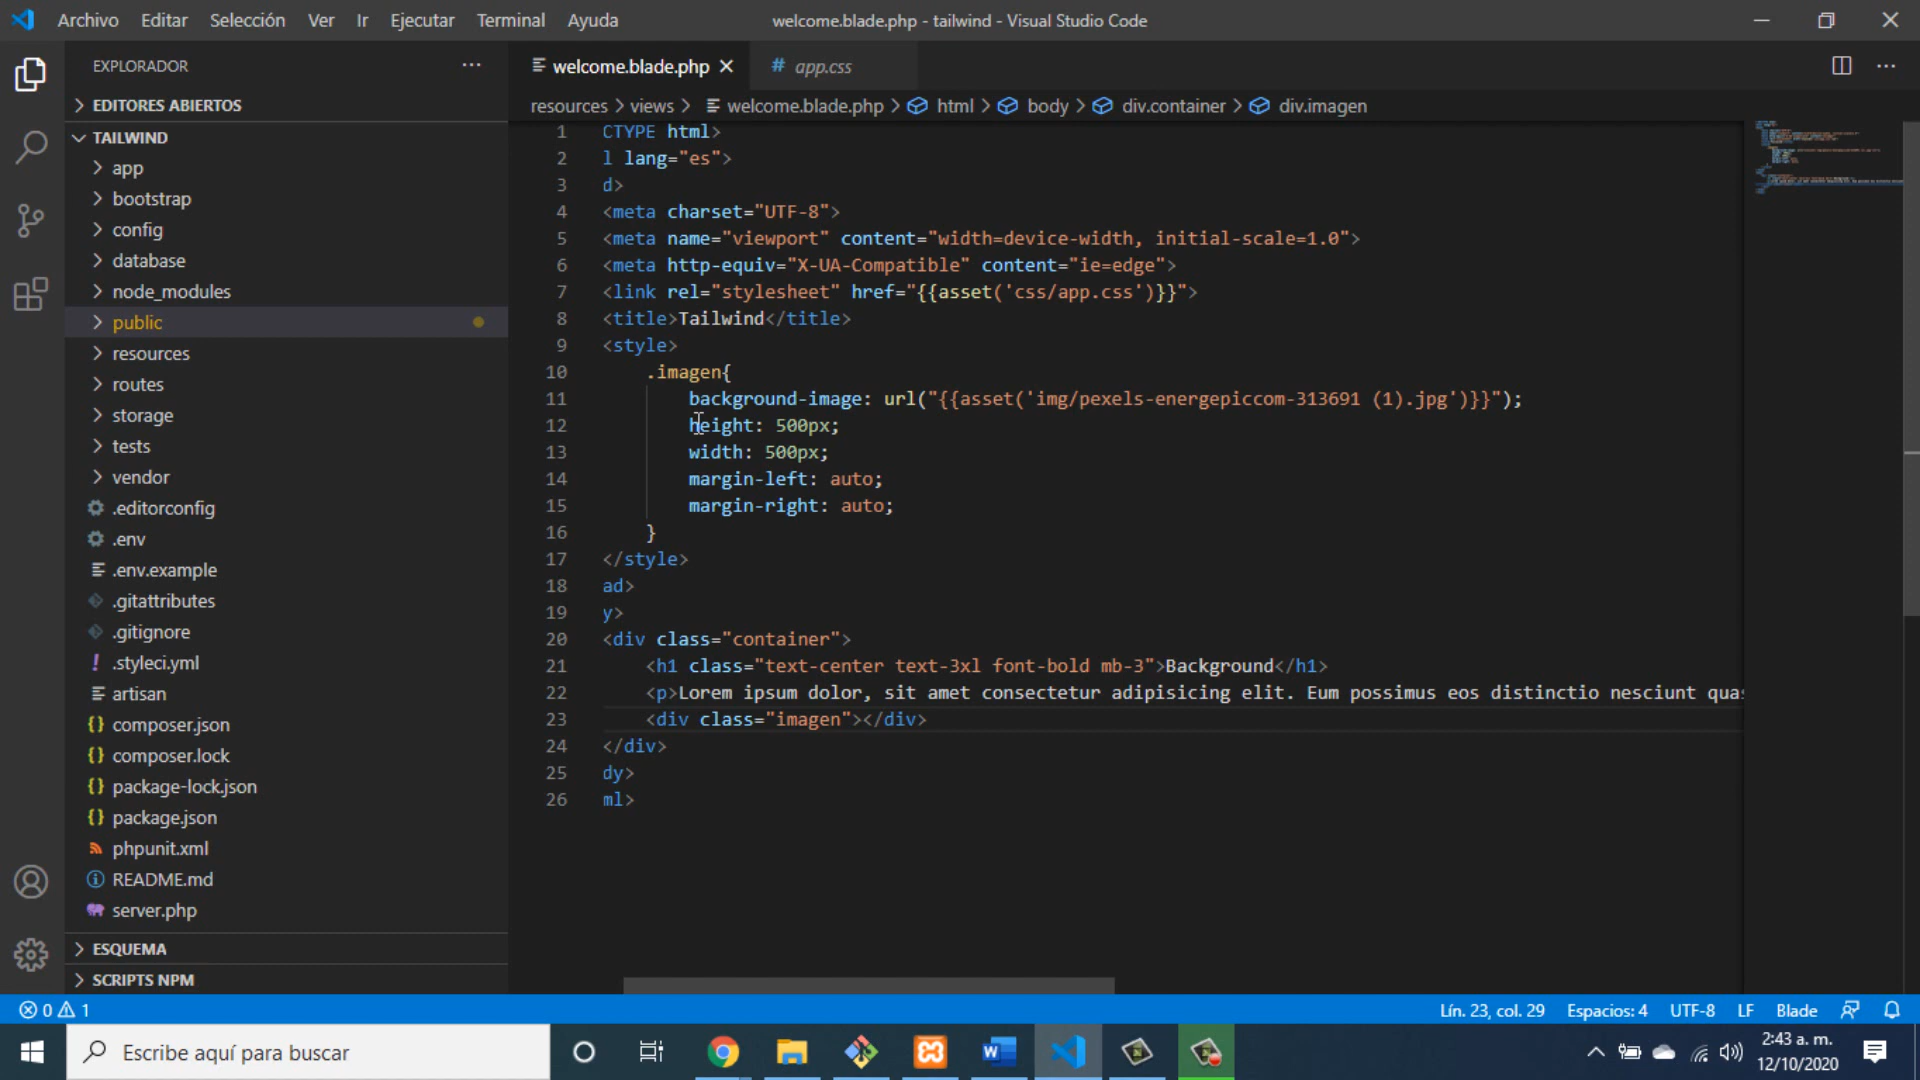 Archivo Editar Selección Ver Ir Ejecutar Terminal Ayuda welcome.blade.php - tailwind - Visual Studio Code
EXPLORADOR
EDITORES ABIERTOS
TAILWIND
app
bootstrap
config
database
node_modules
public
resources
routes
storage
tests
vendor
.editorconfig
.env
.env.example
.gitattributes
.gitignore
.styleci.yml
artisan
composer.json
composer.lock
package-lock.json
package.json
phpunit.xml
README.md
server.php
ESQUEMA
SCRIPTS NPM
welcome.blade.php app.css
resources > views > welcome.blade.php > html > body > div.container > div.imagen
1 CTYPE html>
2 l lang="es">
3 d>
4 <meta charset="UTF-8">
5 <meta name="viewport" content="width=device-width, initial-scale=1.0">
6 <meta http-equiv="X-UA-Compatible" content="ie=edge">
7 <link rel="stylesheet" href="{{asset('css/app.css')}}">
8 <title>Tailwind</title>
9 <style>
10 .imagen{
11 background-image: url("{{asset('img/pexels-energepiccom-313691 (1).jpg')}}");
12 height: 500px;
13 width: 500px;
14 margin-left: auto;
15 margin-right: auto;
16 }
17 </style>
18 ad>
19 y>
20 <div class="container">
21 <h1 class="text-center text-3xl font-bold mb-3">Background</h1>
22 <p>Lorem ipsum dolor, sit amet consectetur adipisicing elit. Eum possimus eos distinctio nesciunt quas
23 <div class="imagen"></div>
24 </div>
25 dy>
26 ml>
0 1 Lín. 23, col. 29 Espacios: 4 UTF-8 LF Blade
Escribe aquí para buscar
2:43 a. m.
12/10/2020